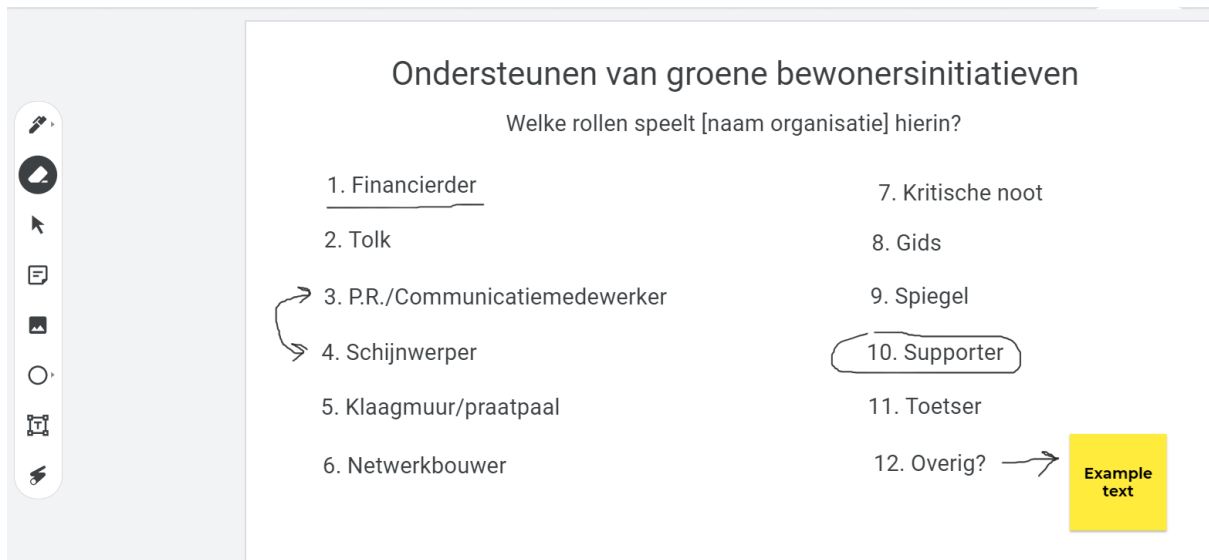 Ondersteunen van groene bewonersinitiatieven
Welke rollen speelt [naam organisatie] hierin?
1. Financierder
2. Tolk
3. P.R./Communicatiemedewerker
4. Schijnwerper
5. Klaagmuur/praatpaal
6. Netwerkbouwer
7. Kritische noot
8. Gids
9. Spiegel
10. Supporter
11. Toetser
12. Overig?
Example
text